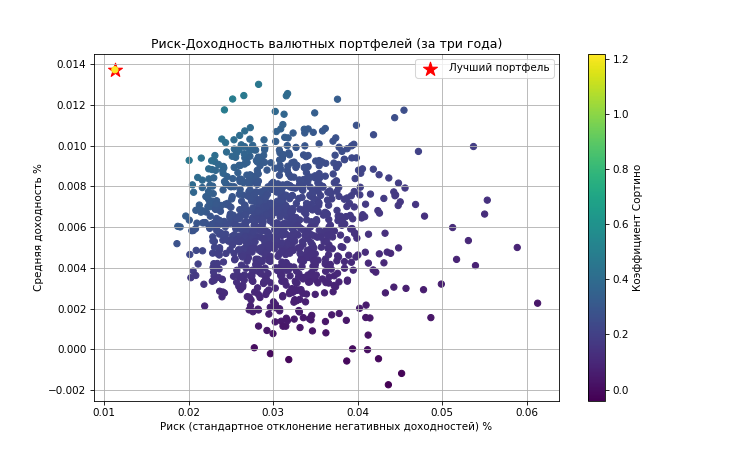 Риск-Доходность валютных портфелей (за три года)
Лучший портфель
Средняя доходность %
0.014
0.012
0.010
0.008
0.006
0.004
0.002
0.000
−0.002
0.01 0.02 0.03 0.04 0.05 0.06
Риск (стандартное отклонение негативных доходностей) %
1.2
1.0
0.8
0.6
0.4
0.2
0.0
Коэффициент Сортино